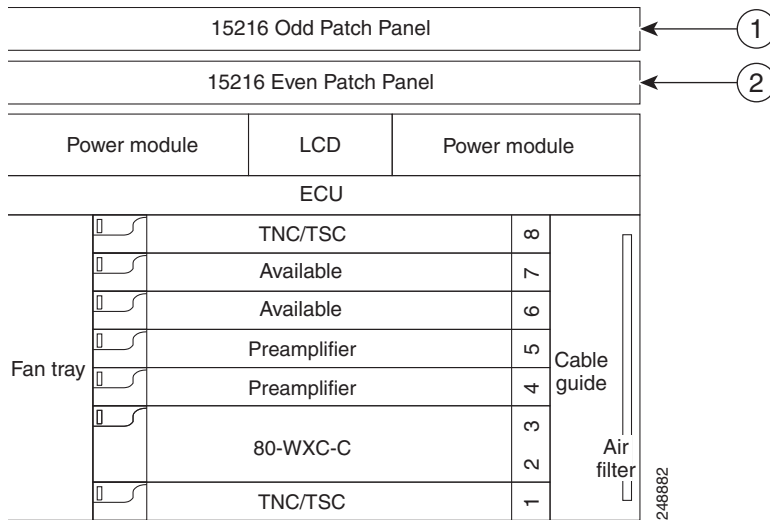 15216 Odd Patch Panel
1
15216 Even Patch Panel
2
Power module
LCD
Power module
ECU
TNC/TSC
8
Available
7
Available
6
Preamplifier
5
Preamplifier
4
80-WXC-C
3
2
TNC/TSC
1
Fan tray
Cable
guide
Air
filter
248882